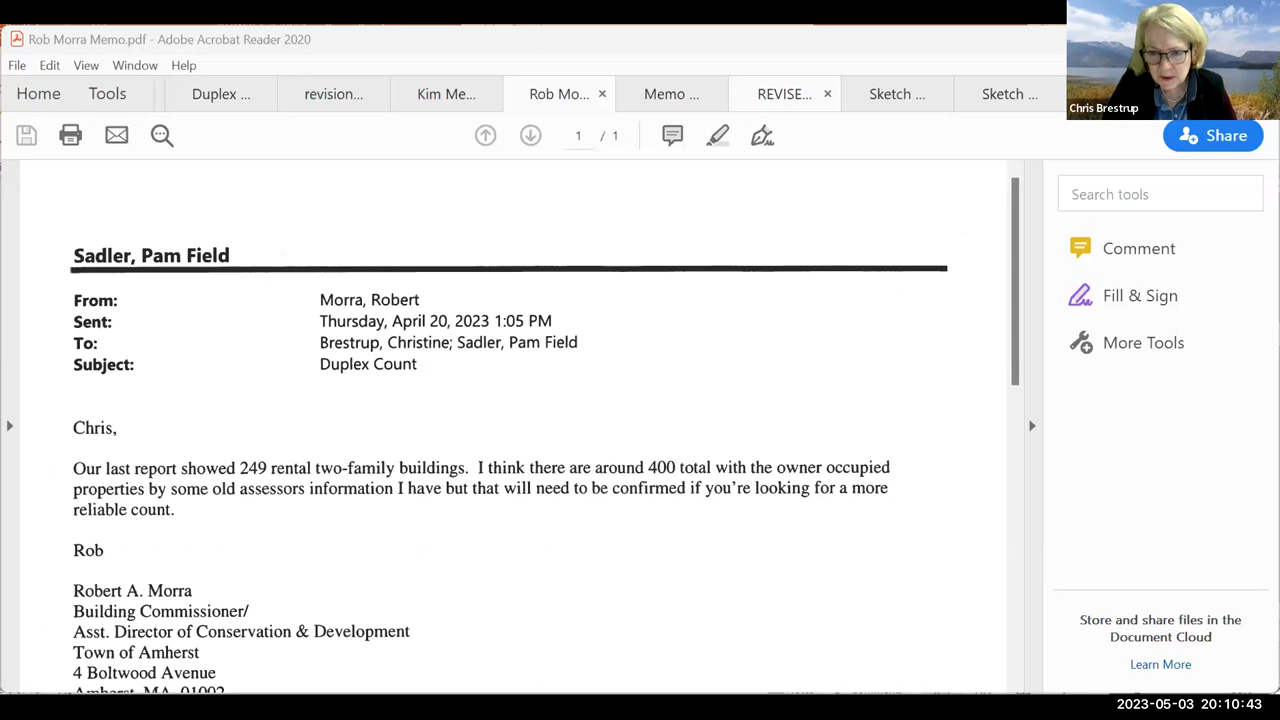 Rob Morra Memo.pdf - Adobe Acrobat Reader 2020
File Edit View Window Help
Home Tools Duplex ... revision... Kim Me... Rob Mo... × Memo ... REVISE... × Sketch ... Sketch ...
Chris Brestrup
1 / 1
Share
Search tools
Comment
Fill & Sign
More Tools
Sadler, Pam Field
From: Morra, Robert
Sent: Thursday, April 20, 2023 1:05 PM
To: Brestrup, Christine; Sadler, Pam Field
Subject: Duplex Count
Chris,
Our last report showed 249 rental two-family buildings. I think there are around 400 total with the owner occupied
properties by some old assessors information I have but that will need to be confirmed if you're looking for a more
reliable count.
Rob
Robert A. Morra
Building Commissioner/
Asst. Director of Conservation & Development
Town of Amherst
4 Boltwood Avenue
Amherst, MA 01002
Store and share files in the
Document Cloud
Learn More
2023-05-03 20:10:43